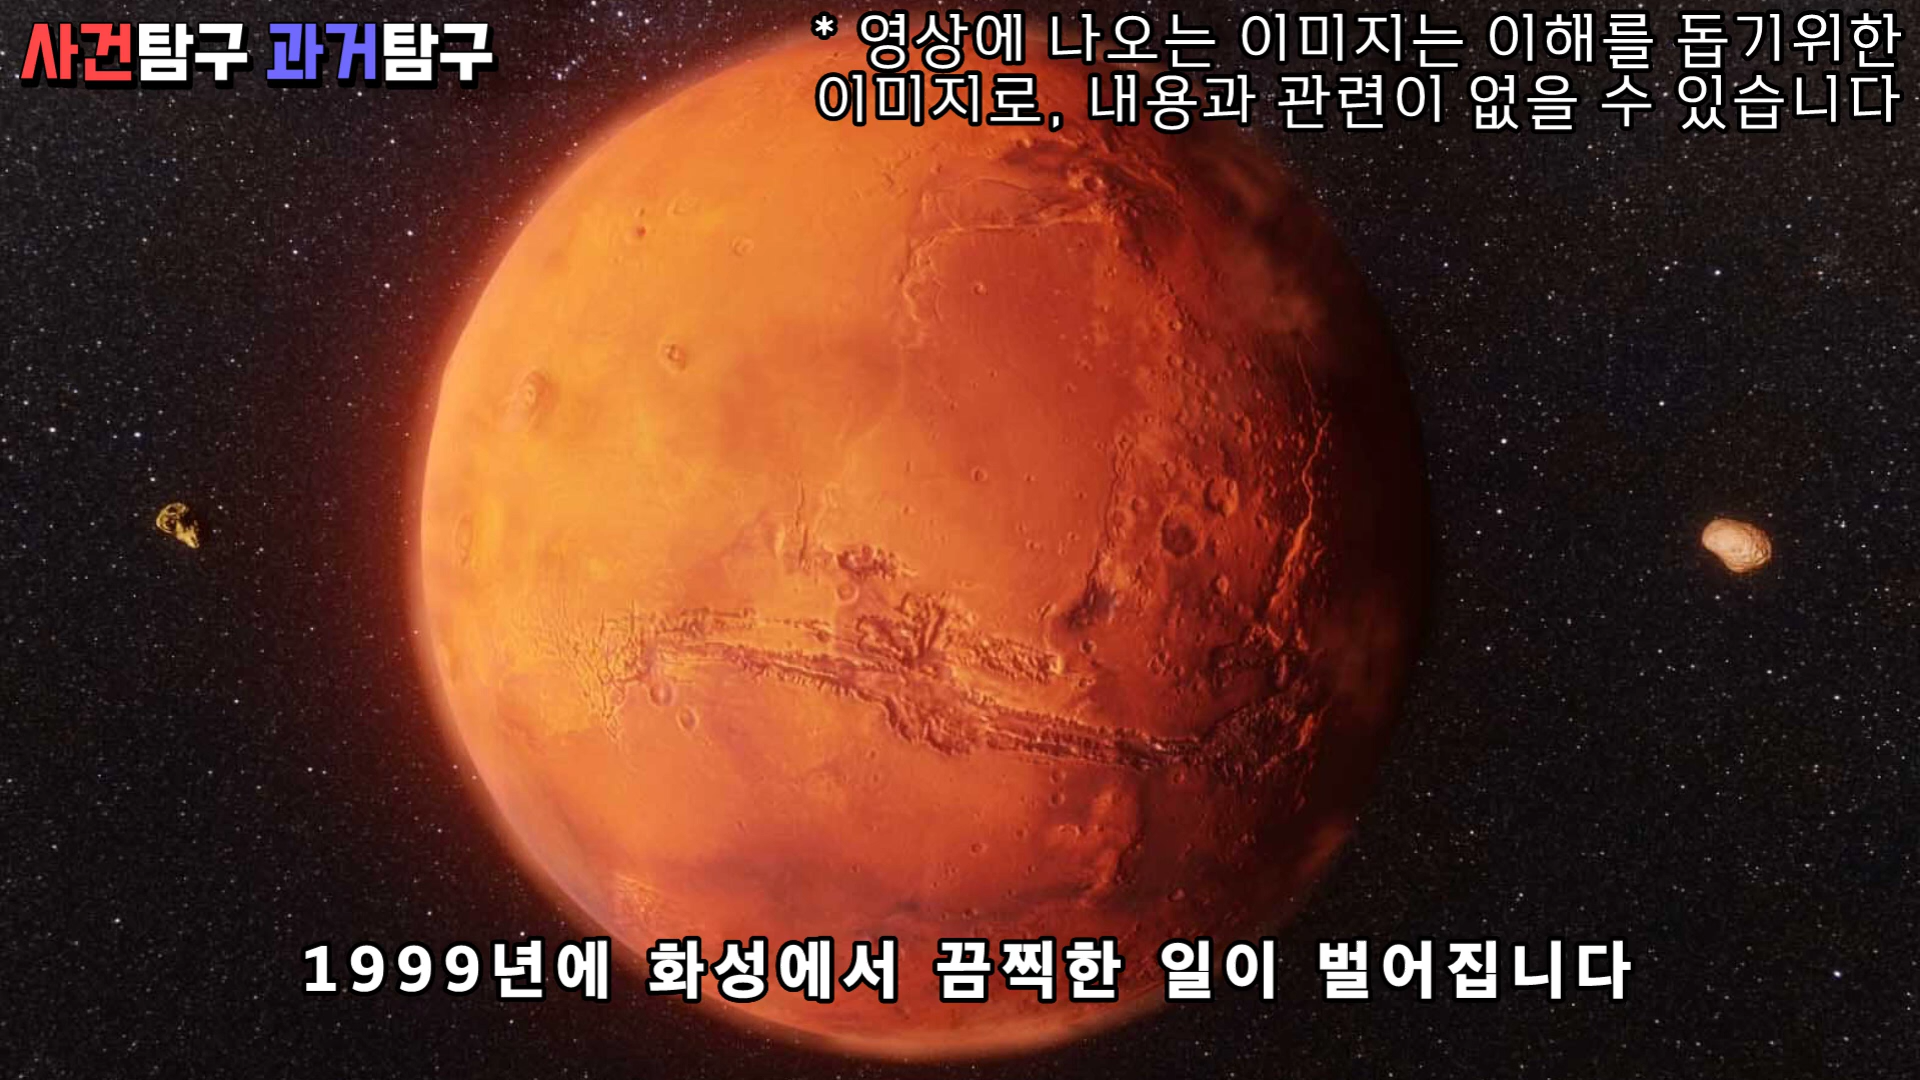 사건탐구 과거탐구
* 영상에 나오는 이미지는 이해를 돕기위한
이미지로, 내용과 관련이 없을 수 있습니다
1999년에 화성에서 끔찍한 일이 벌어집니다